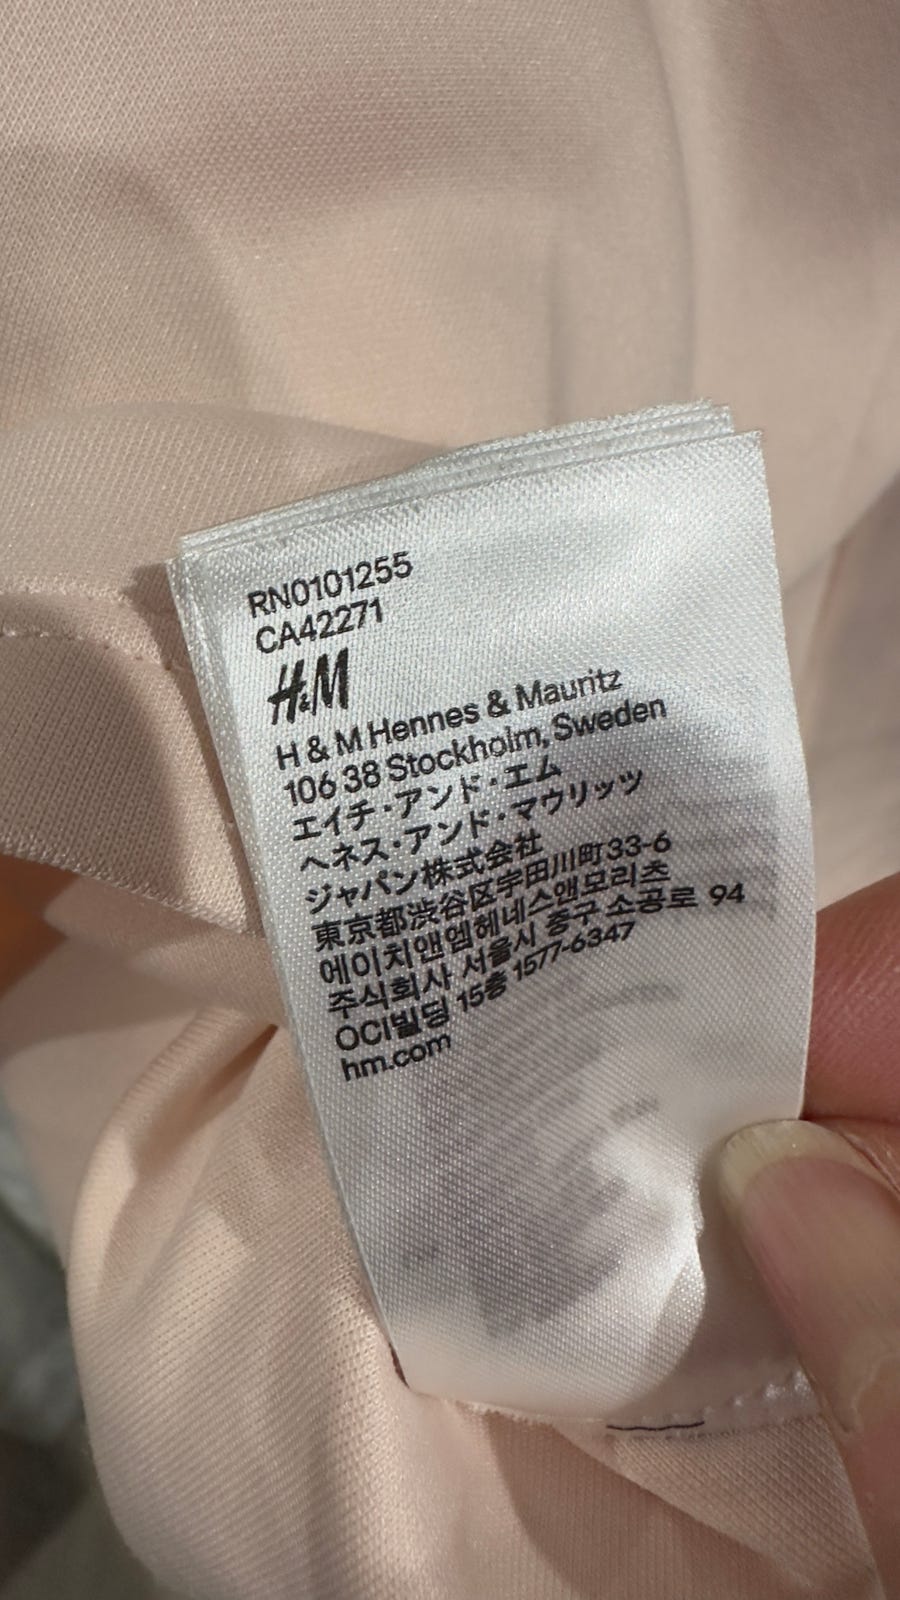 RN0101255
CA42271
H&M
H & M Hennes & Mauritz
106 38 Stockholm, Sweden
エイチ・アンド・エム
ヘネス・アンド・マウリッツ
ジャパン株式会社
東京都渋谷区宇田川町33-6
에이치앤엠헤네스앤모리츠
주식회사 서울시 중구 소공로 94
OCI빌딩 15층 1577-6347
hm.com